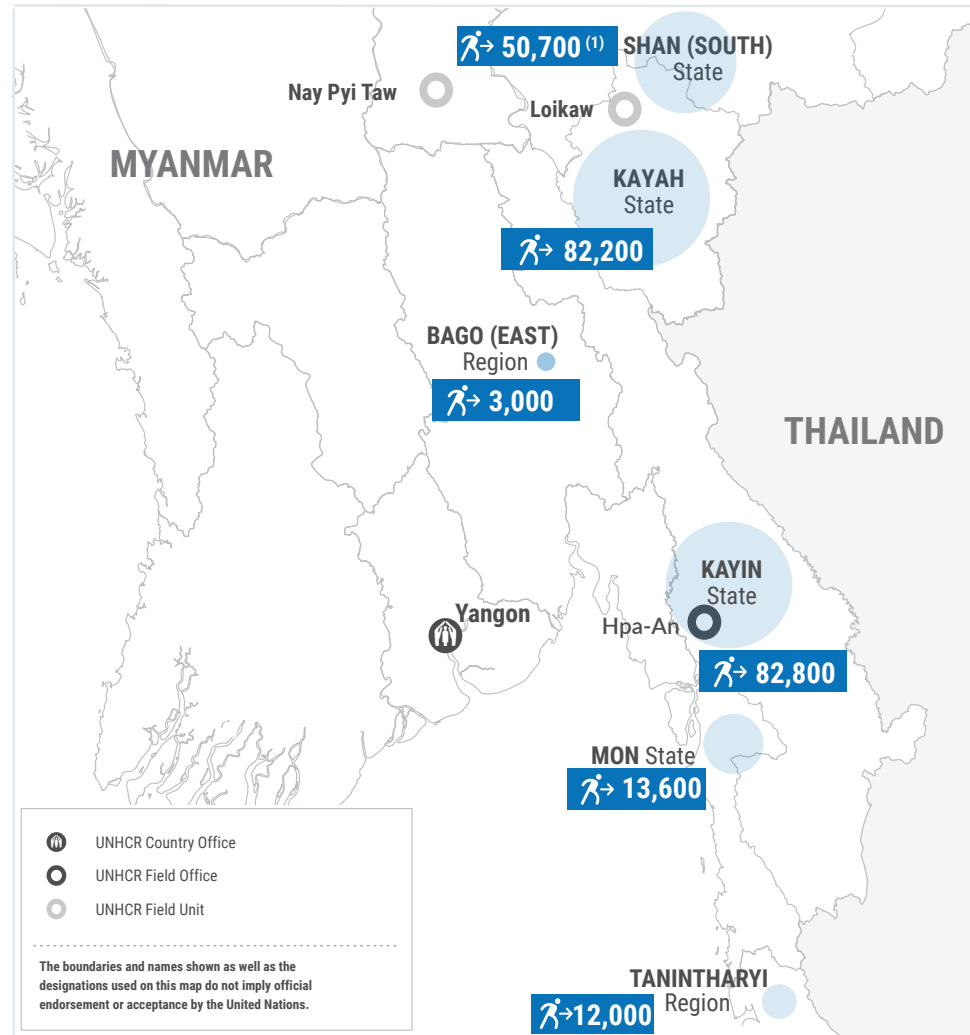 50,700 (1)
SHAN (SOUTH)
State
Nay Pyi Taw
Loikaw
MYANMAR
KAYAH
State
82,200
BAGO (EAST)
Region
3,000
THAILAND
KAYIN
State
Yangon
Hpa-An
82,800
MON State
13,600
UNHCR Country Office
UNHCR Field Office
UNHCR Field Unit
The boundaries and names shown as well as the
designations used on this map do not imply official
endorsement or acceptance by the United Nations.
TANINTHARYI
Region
12,000